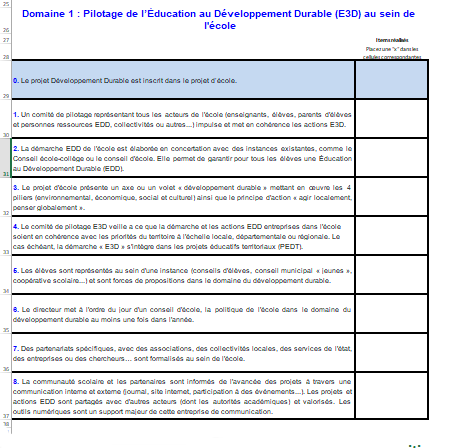 25
Domaine 1 : Pilotage de l'Éducation au Développement Durable (E3D) au sein de
26
l'école
27
Items réalisés
Placez une "x" dans les
28
cellules correspondantes
0. Le projet Développement Durable est inscrit dans le projet d'école.
29
1. Un comité de pilotage représentant tous les acteurs de l'école (enseignants, élèves, parents d'élèves
et personnes ressources EDD, collectivités ou autres...) impulse et met en cohérence les actions E3D.
30
2. La démarche EDD de l'école est élaborée en concertation avec des instances existantes, comme le
Conseil école-collège ou le conseil d'école. Elle permet de garantir pour tous les élèves une Éducation
au Développement Durable (EDD).
31
3. Le projet d'école présente un axe ou un volet « développement durable » mettant en œuvre les 4
piliers (environnemental, économique, social et culturel) ainsi que le principe d'action « agir localement,
penser globalement ».
32
4. Le comité de pilotage E3D veille a ce que la démarche et les actions EDD entreprises dans l'école
soient en cohérence avec les priorités du territoire à l'échelle locale, départementale ou régionale. Le
cas échéant, la démarche « E3D » s'intègre dans les projets éducatifs territoriaux (PEDT).
33
5. Les élèves sont représentés au sein d'une instance (conseils d'élèves, conseil municipal « jeunes »,
coopérative scolaire...) et sont forces de propositions dans le domaine du développement durable.
34
6. Le directeur met à l'ordre du jour d'un conseil d'école, la politique de l'école dans le domaine du
développement durable au moins une fois dans l'année.
35
7. Des partenariats spécifiques, avec des associations, des collectivités locales, des services de l'état,
des entreprises ou des chercheurs... sont formalisés au sein de l'école.
36
8. La communauté scolaire et les partenaires sont informés de l'avancée des projets à travers une
communication interne et externe (journal, site internet, participation à des événements...). Les projets et
actions EDD sont partagés avec d'autres acteurs (dont les autorités académiques) et valorisés. Les
outils numériques sont un support majeur de cette entreprise de communication.
37
38